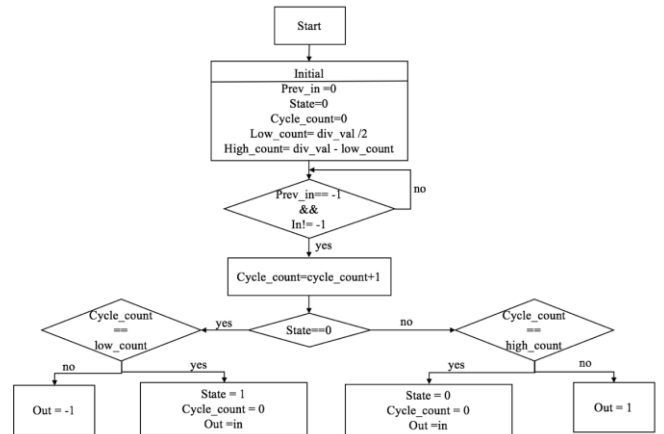 Start
Initial
Prev_in =0
State=0
Cycle_count=0
Low_count= div_val /2
High_count= div_val - low_count
no
Prev_in== -1
&&
In!= -1
yes
Cycle_count=cycle_count+1
Cycle_count
==
low_count
yes
State==0
no
Cycle_count
==
high_count
no
yes
yes
no
Out = -1
State = 1
Cycle_count = 0
Out =in
State = 0
Cycle_count = 0
Out =in
Out = 1